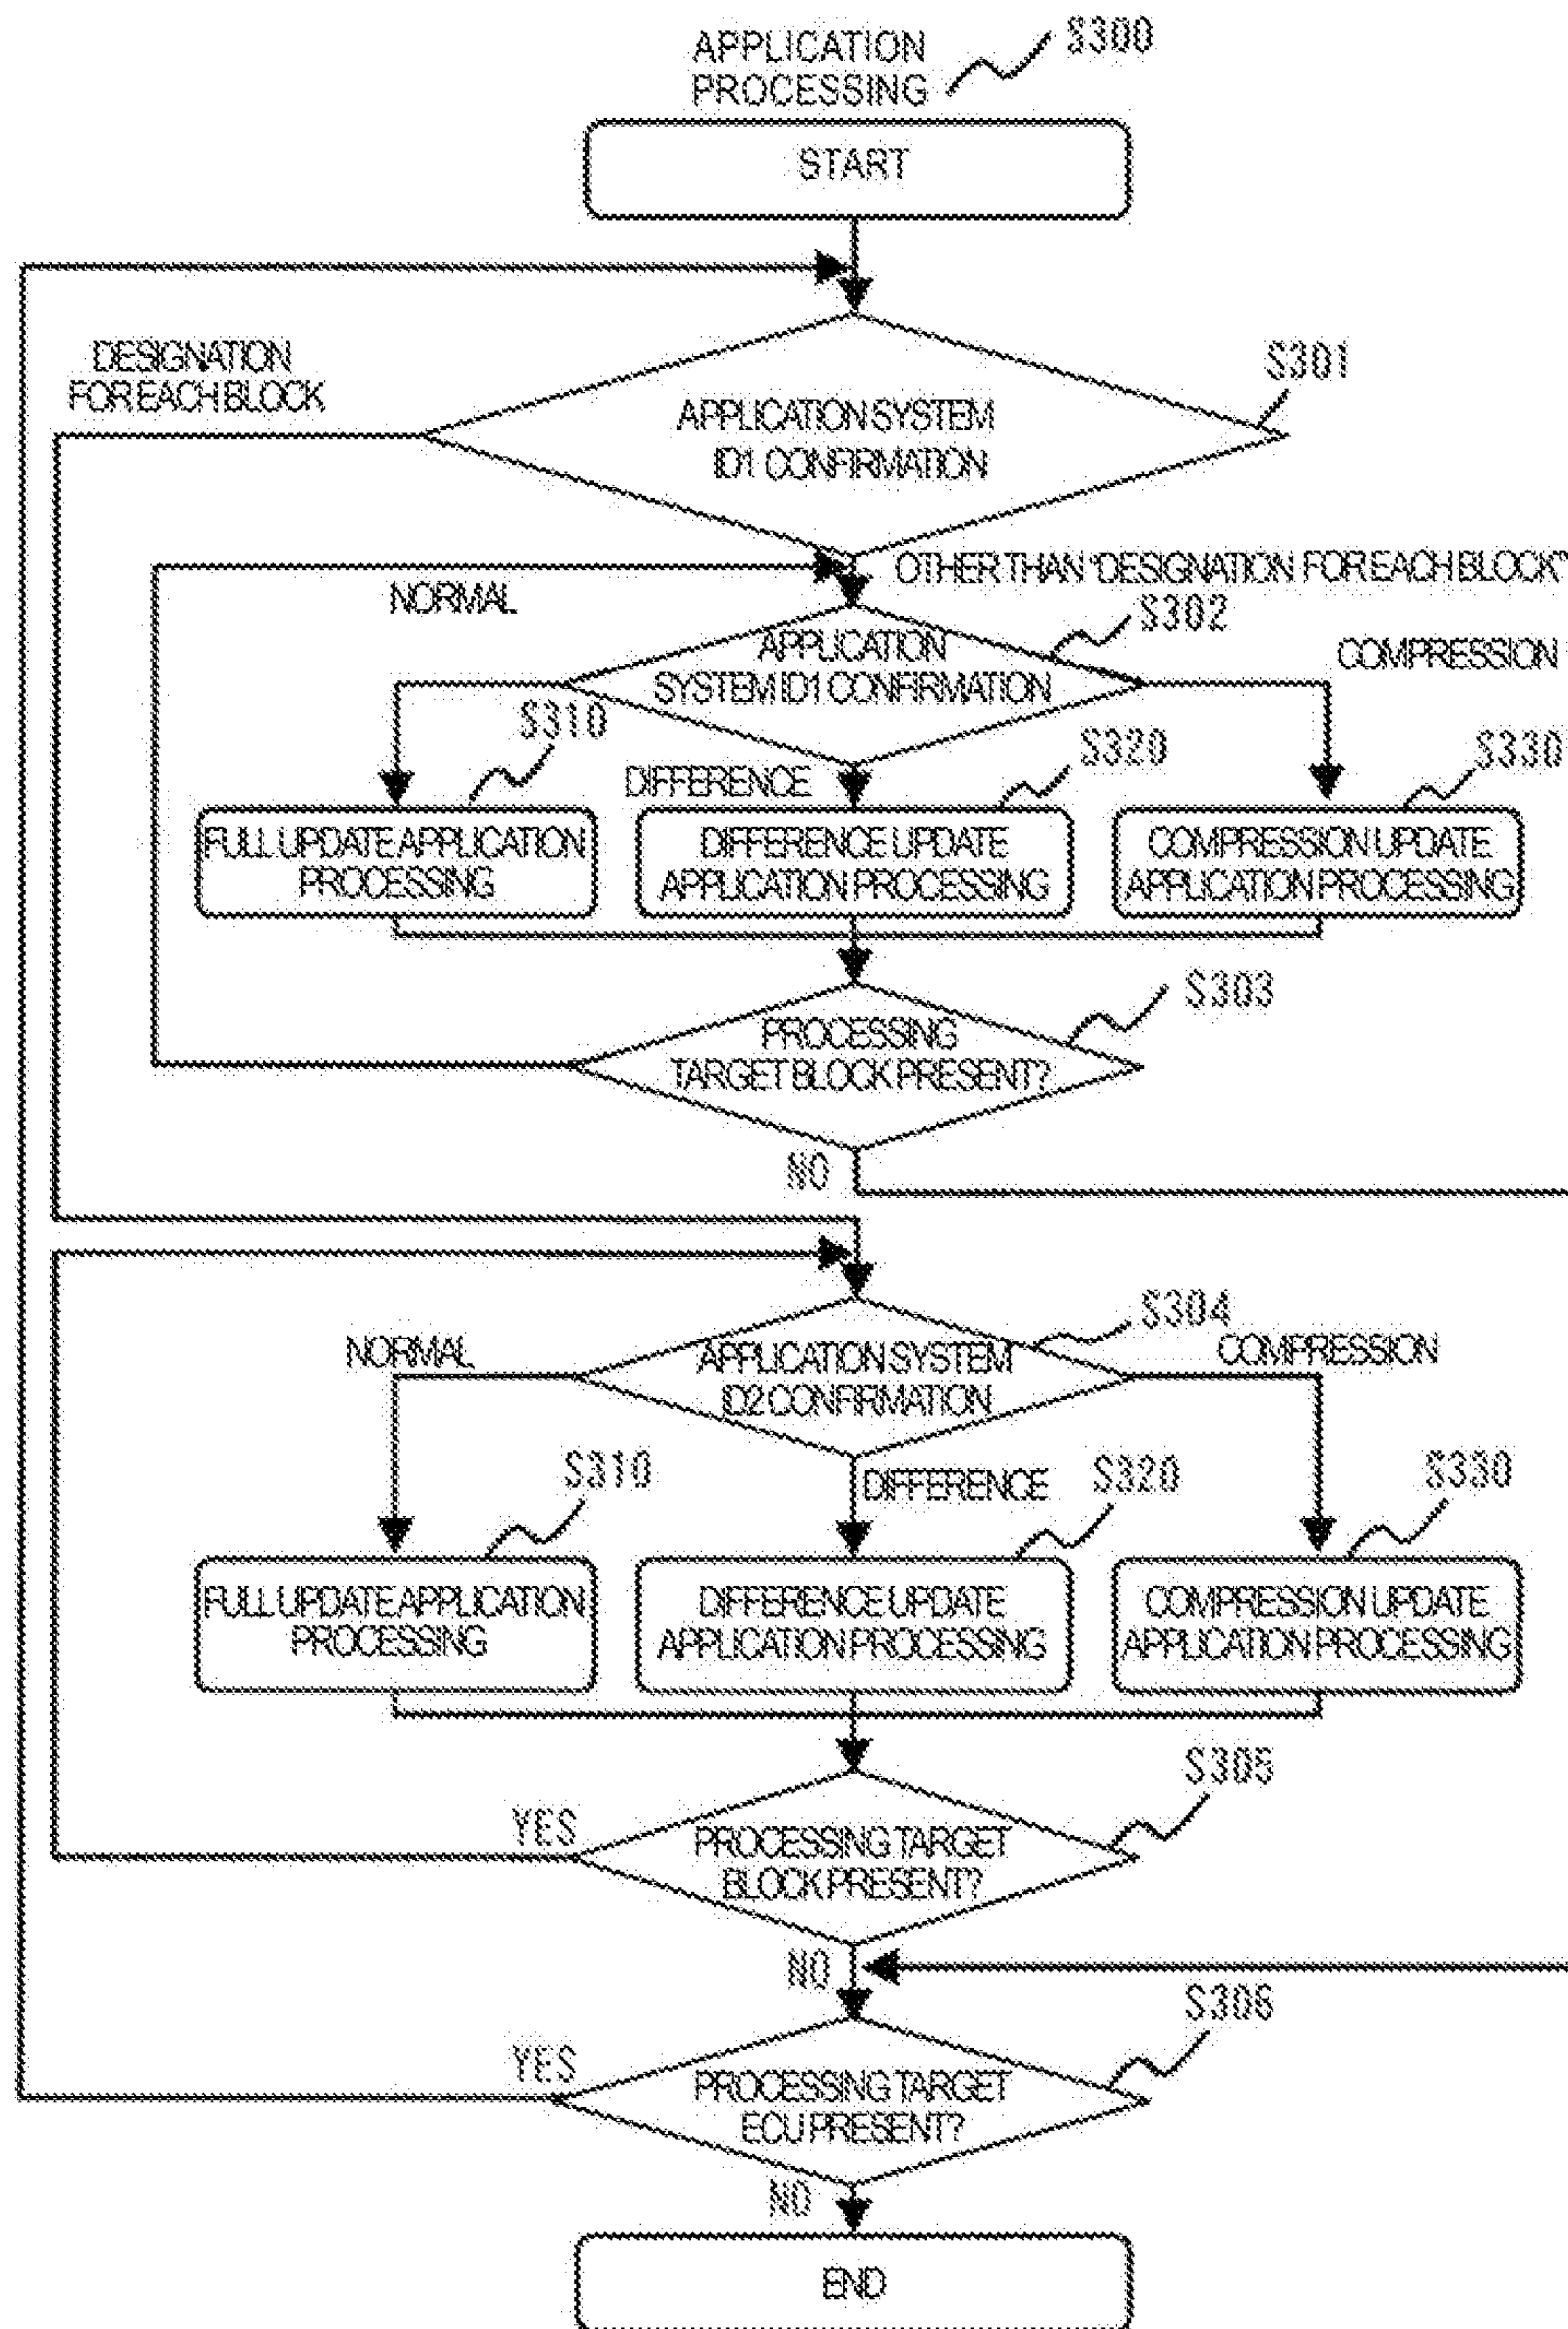 APPLICATION
PROCESSING
S300
START
DESIGNATION
FOR EACH BLOCK
S301
APPLICATION SYSTEM
ID1 CONFIRMATION
OTHER THAN "DESIGNATION FOR EACH BLOCK"
NORMAL
S302
APPLICATION
SYSTEM ID1 CONFIRMATION
COMPRESSION
S310
DIFFERENCE
S320
S330
FULL UPDATE APPLICATION
PROCESSING
DIFFERENCE UPDATE
APPLICATION PROCESSING
COMPRESSION UPDATE
APPLICATION PROCESSING
S303
PROCESSING
TARGET BLOCK PRESENT?
NO
S304
NORMAL
APPLICATION SYSTEM
ID2 CONFIRMATION
COMPRESSION
S310
DIFFERENCE
S320
S330
FULL UPDATE APPLICATION
PROCESSING
DIFFERENCE UPDATE
APPLICATION PROCESSING
COMPRESSION UPDATE
APPLICATION PROCESSING
S305
YES
PROCESSING TARGET
BLOCK PRESENT?
NO
S306
YES
PROCESSING TARGET
ECU PRESENT?
NO
END